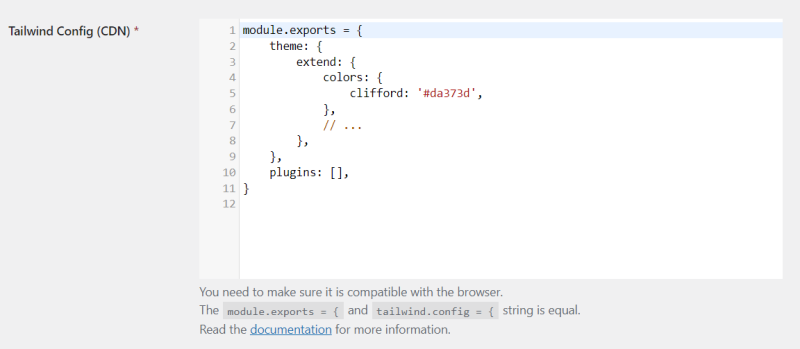 Tailwind Config (CDN) *
1 module.exports = {
2     theme: {
3         extend: {
4             colors: {
5                 clifford: '#da373d',
6             },
7             // ...
8         },
9     },
10     plugins: [],
11 }
12
You need to make sure it is compatible with the browser.
The module.exports = { and tailwind.config = { string is equal.
Read the documentation for more information.